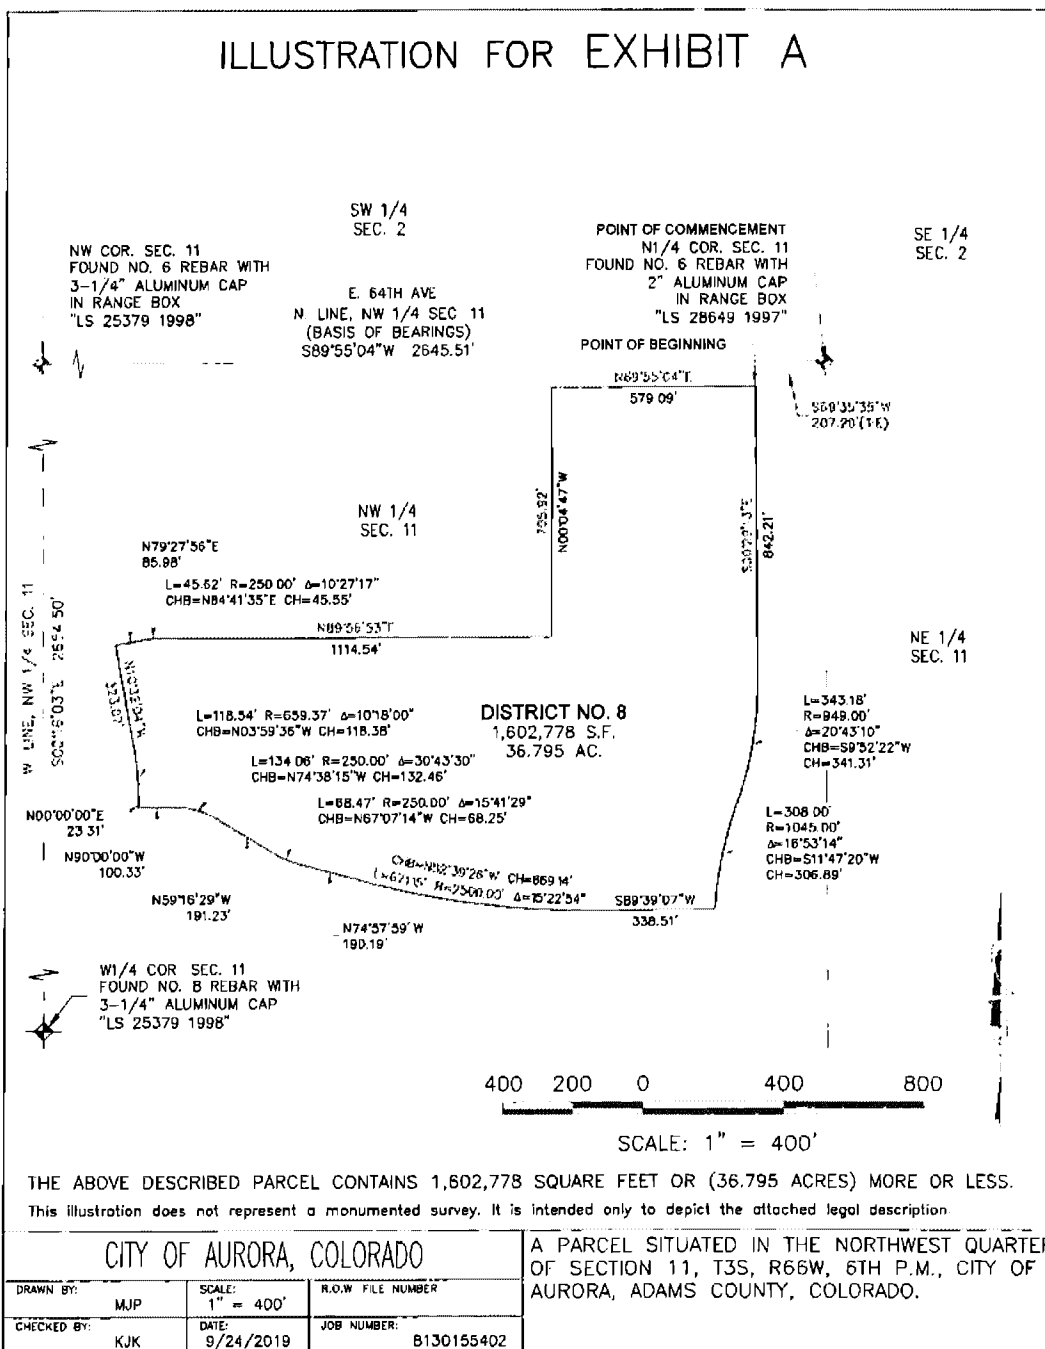 ILLUSTRATION FOR EXHIBIT A
SW 1/4
SEC. 2
NW COR. SEC. 11
FOUND NO. 6 REBAR WITH
3-1/4" ALUMINUM CAP
IN RANGE BOX
"LS 25379 1998"
E. 64TH AVE
N. LINE, NW 1/4 SEC 11
(BASIS OF BEARINGS)
S89°55'04"W 2645.51'
POINT OF COMMENCEMENT
N1/4 COR. SEC. 11
FOUND NO. 6 REBAR WITH
2" ALUMINUM CAP
IN RANGE BOX
"LS 28649 1997"
SE 1/4
SEC. 2
POINT OF BEGINNING
579.09'
NW 1/4
SEC. 11
N00°04'47"W
842.21'
N79°27'56"E
85.98'
L=45.62' R=250.00' Δ=10°27'17"
CHB=N84°41'35"E CH=45.55'
1114.54'
W LINE, NW 1/4 SEC. 11
NE 1/4
SEC. 11
DISTRICT NO. 8
1,602,778 S.F.
36.795 AC.
L=118.54' R=659.37' Δ=10°18'00"
CHB=N03°59'36"W CH=118.38'
L=134.06' R=250.00' Δ=30°43'30"
CHB=N74°38'15"W CH=132.46'
L=68.47' R=250.00' Δ=15°41'29"
CHB=N67°07'14"W CH=68.25'
L=343.18'
R=949.00'
Δ=20°43'10"
CHB=S9°52'22"W
CH=341.31'
L=308.00'
R=1045.00'
Δ=16°53'14"
CHB=S11°47'20"W
CH=306.89'
N00°00'00"E
23.31'
N90°00'00"W
100.33'
N59°16'29"W
191.23'
N74°57'59"W
190.19'
Δ=15°22'54"
S89°39'07"W
338.51'
W1/4 COR SEC. 11
FOUND NO. 8 REBAR WITH
3-1/4" ALUMINUM CAP
"LS 25379 1998"
400 200 0 400 800
SCALE: 1" = 400'
THE ABOVE DESCRIBED PARCEL CONTAINS 1,602,778 SQUARE FEET OR (36.795 ACRES) MORE OR LESS.
This illustration does not represent a monumented survey. It is intended only to depict the attached legal description
CITY OF AURORA, COLORADO
DRAWN BY: MJP
SCALE: 1" = 400'
R.O.W FILE NUMBER
CHECKED BY: KJK
DATE: 9/24/2019
JOB NUMBER: B130155402
A PARCEL SITUATED IN THE NORTHWEST QUARTER
OF SECTION 11, T3S, R66W, 6TH P.M., CITY OF
AURORA, ADAMS COUNTY, COLORADO.